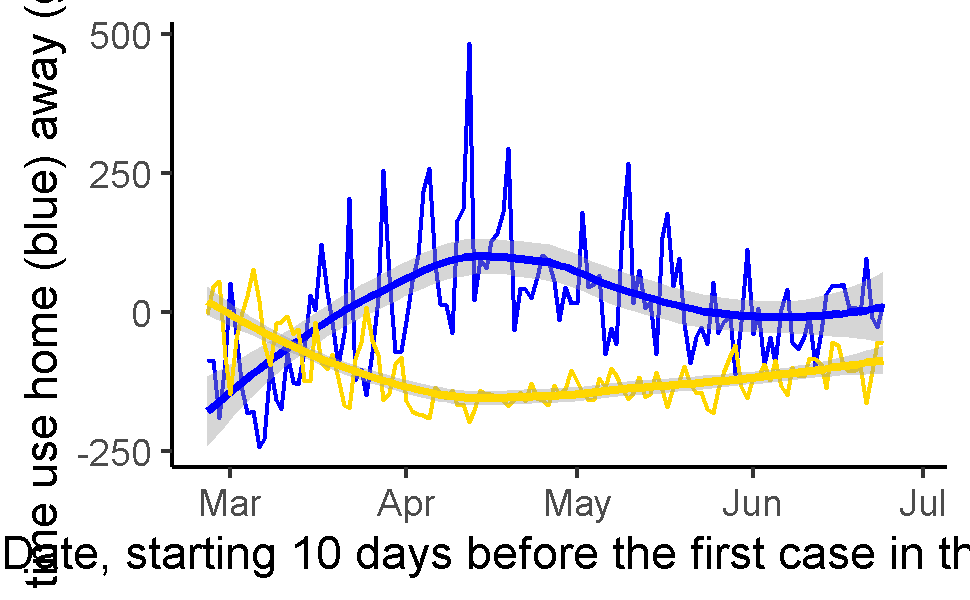 time use home (blue) away (
500
250
0
-250
Mar Apr May Jun Jul
Date, starting 10 days before the first case in th